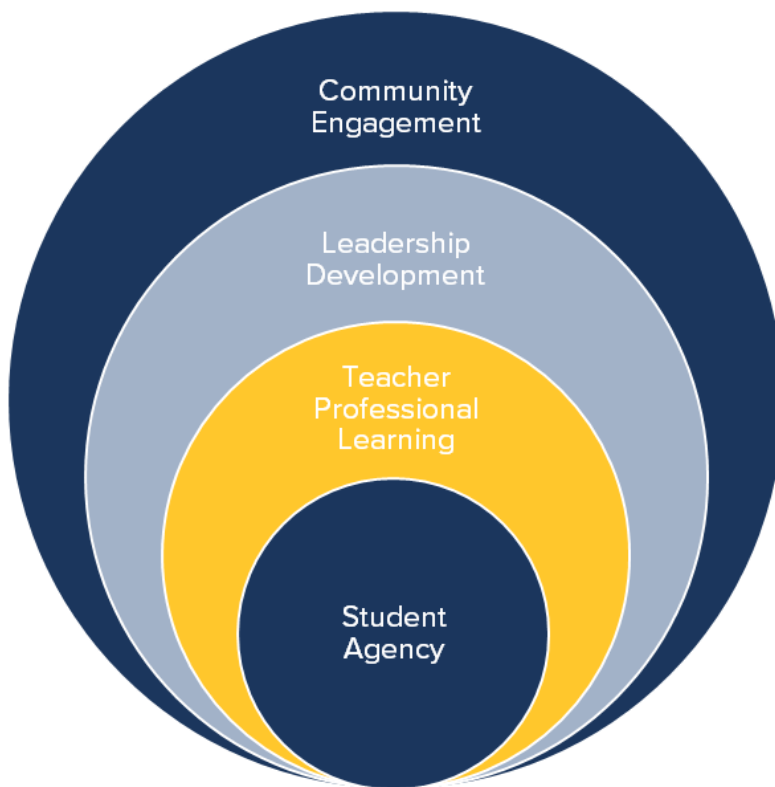 Community
Engagement
Leadership
Development
Teacher
Professional
Learning
Student
Agency